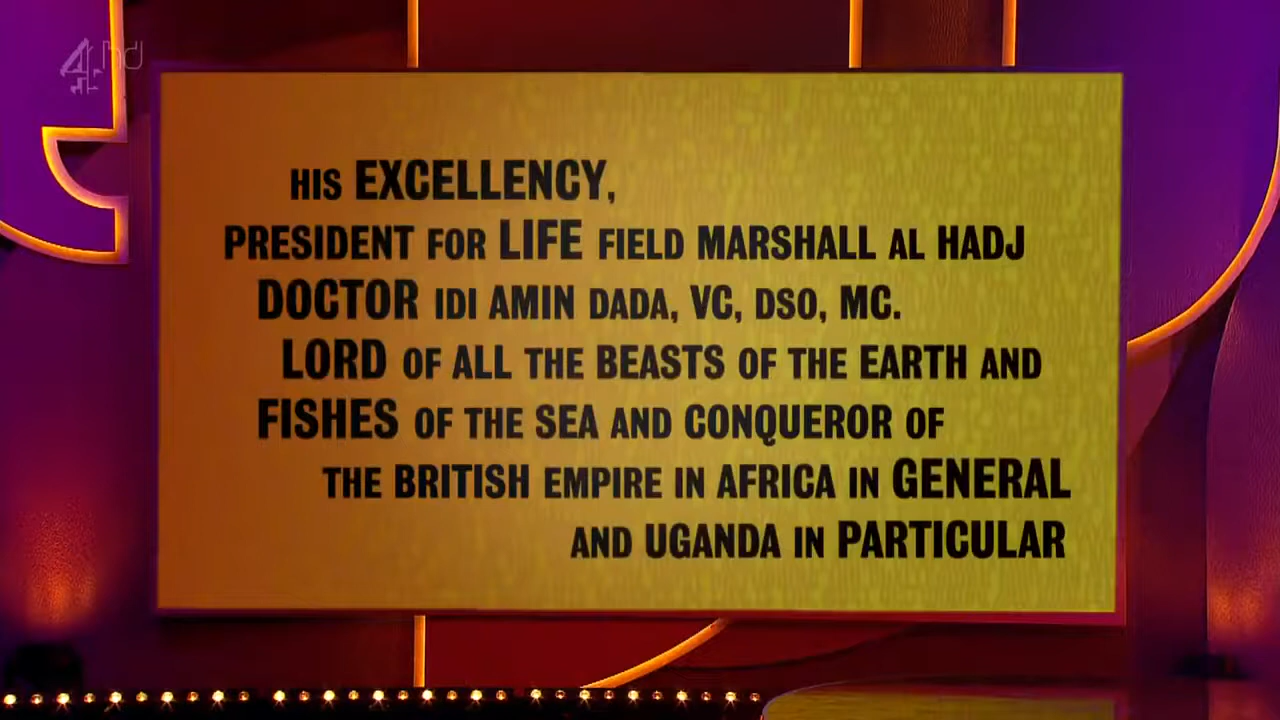 4hd
HIS EXCELLENCY,
PRESIDENT FOR LIFE FIELD MARSHALL AL HADJ
DOCTOR IDI AMIN DADA, VC, DSO, MC.
LORD OF ALL THE BEASTS OF THE EARTH AND
FISHES OF THE SEA AND CONQUEROR OF
THE BRITISH EMPIRE IN AFRICA IN GENERAL
AND UGANDA IN PARTICULAR